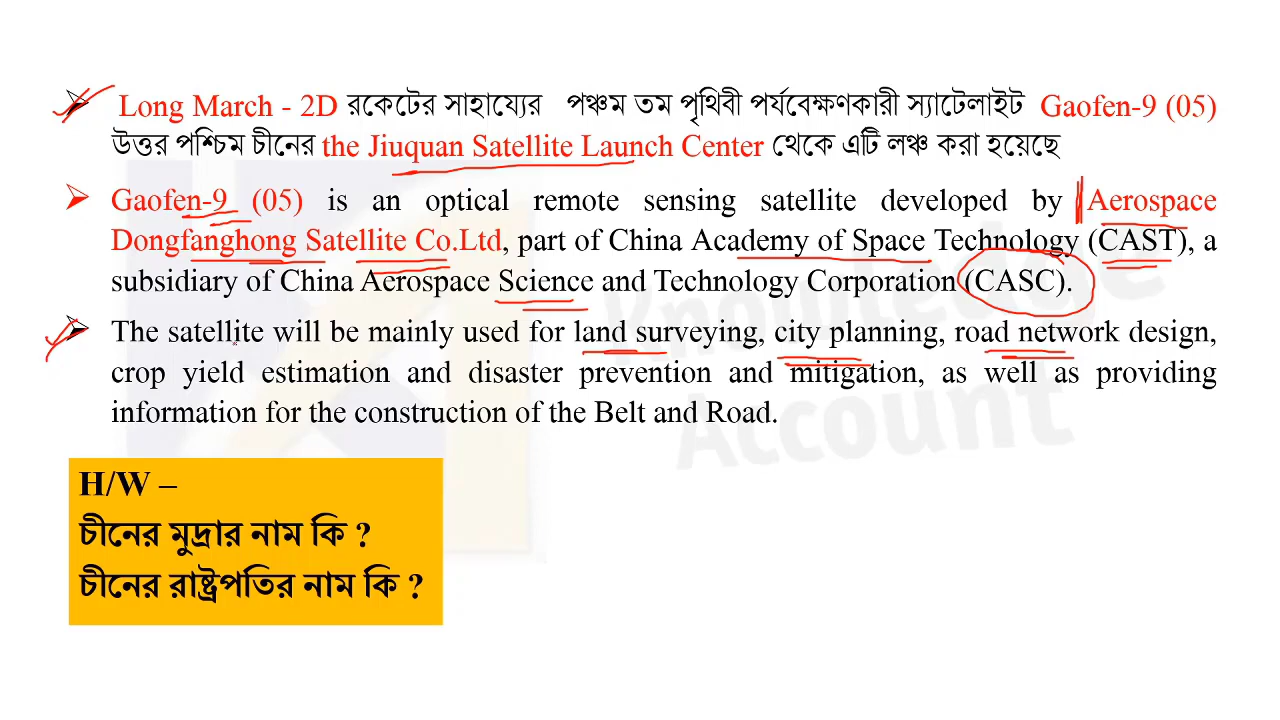 Long March - 2D রকেটের সাহায্যের পঞ্চম তম পৃথিবী পর্যবেক্ষণকারী স্যাটেলাইট Gaofen-9 (05)
উত্তর পশ্চিম চীনের the Jiuquan Satellite Launch Center থেকে এটি লঞ্চ করা হয়েছে
Gaofen-9 (05) is an optical remote sensing satellite developed by Aerospace
Dongfanghong Satellite Co.Ltd, part of China Academy of Space Technology (CAST), a
subsidiary of China Aerospace Science and Technology Corporation (CASC).
The satellite will be mainly used for land surveying, city planning, road network design,
crop yield estimation and disaster prevention and mitigation, as well as providing
information for the construction of the Belt and Road.
Knowledge
Account
H/W –
চীনের মুদ্রার নাম কি ?
চীনের রাষ্ট্রপতির নাম কি ?